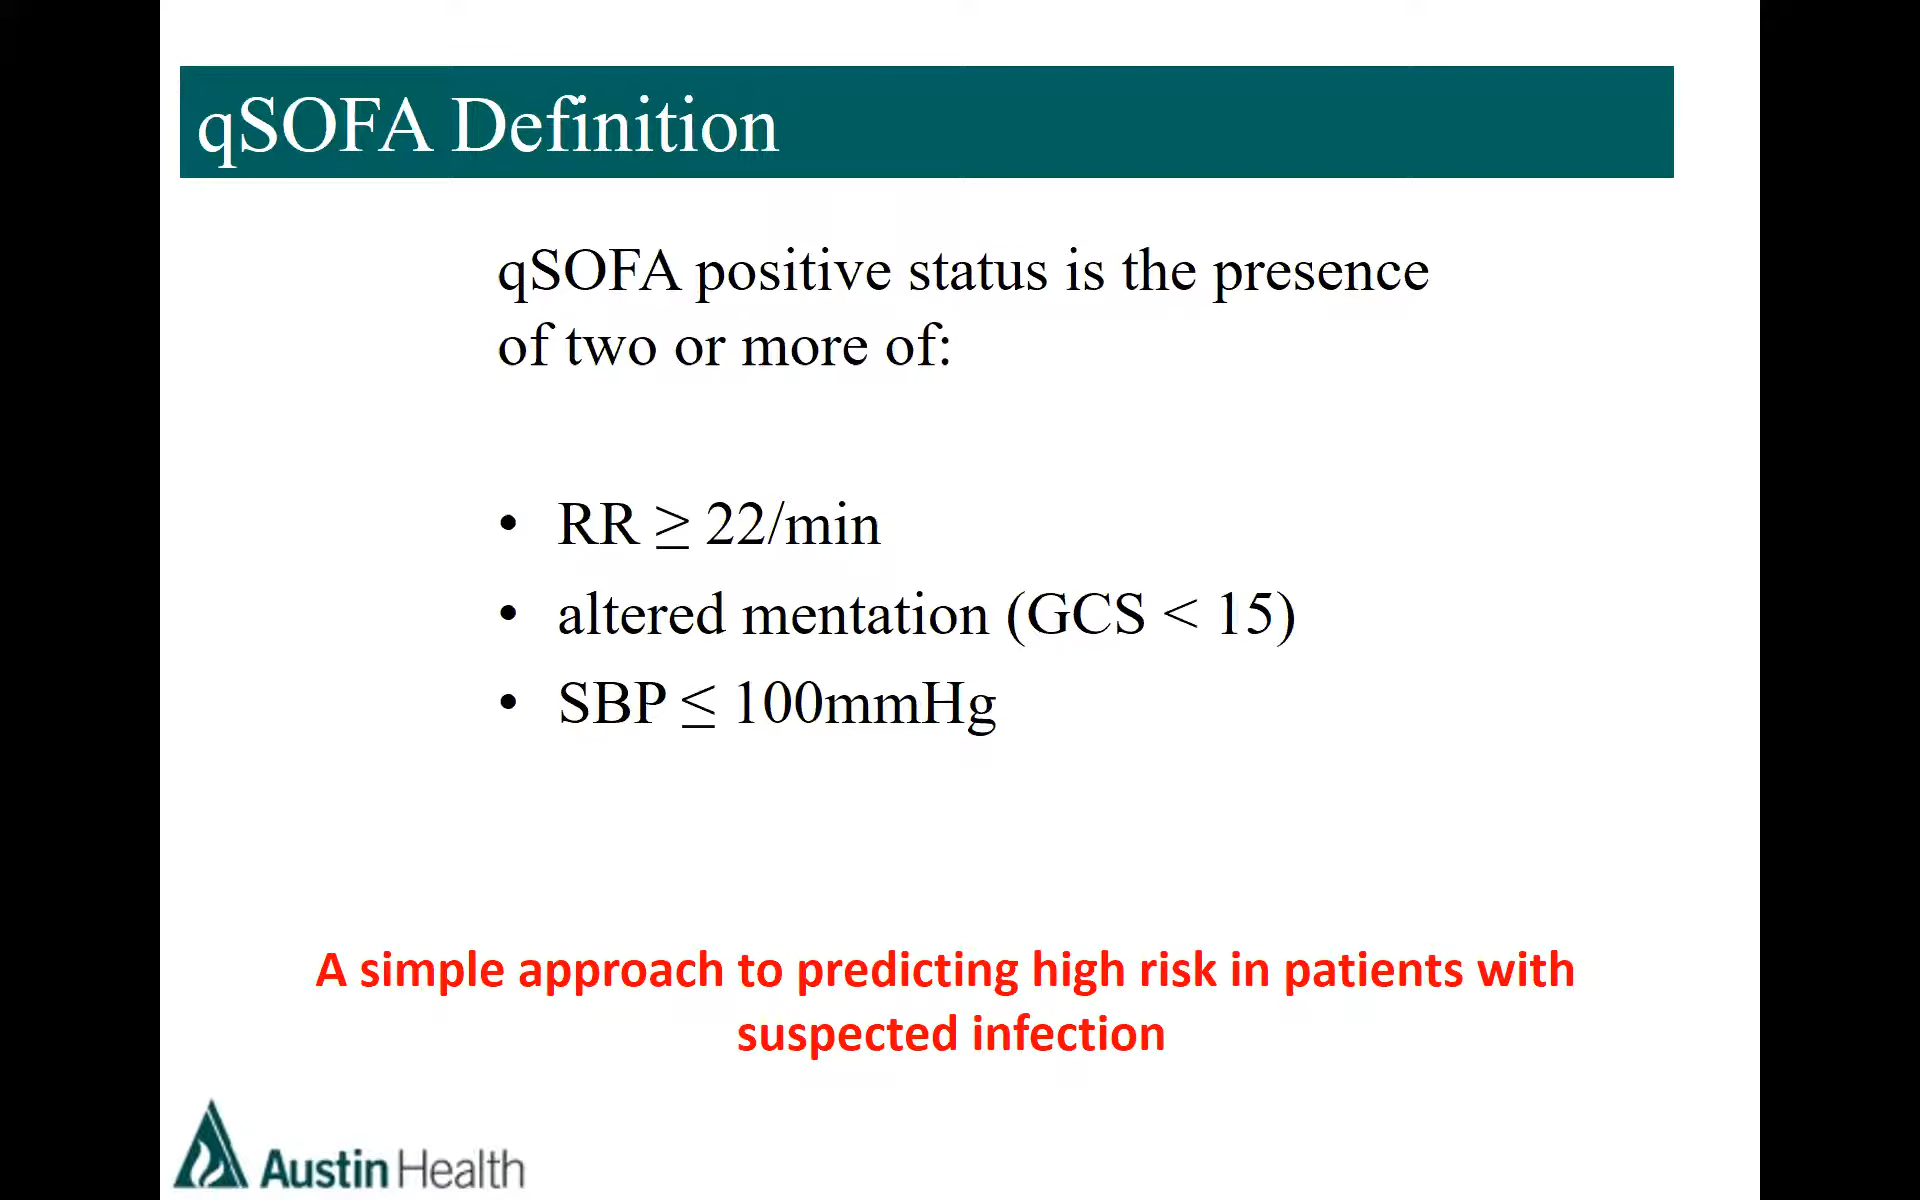 qSOFA Definition
qSOFA positive status is the presence
of two or more of:
• RR ≥ 22/min
• altered mentation (GCS < 15)
• SBP ≤ 100mmHg
A simple approach to predicting high risk in patients with
suspected infection
Austin Health